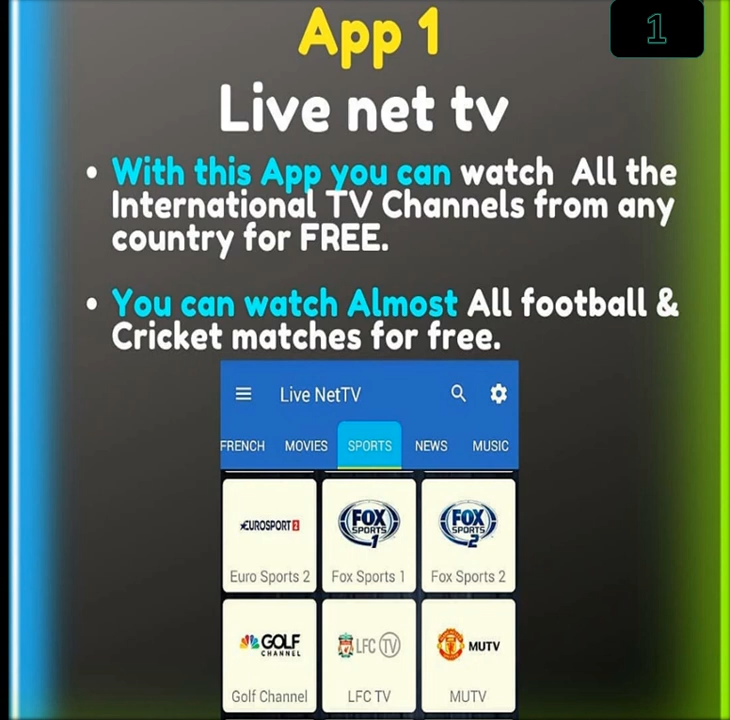 App 1
1
Live net tv
• With this App you can watch All the
International TV Channels from any
country for FREE.
• You can watch Almost All football &
Cricket matches for free.
Live NetTV
FRENCH MOVIES SPORTS NEWS MUSIC
EUROSPORT 2
FOX SPORTS 1
FOX SPORTS 2
Euro Sports 2 Fox Sports 1 Fox Sports 2
GOLF CHANNEL
LFC TV
MUTV
Golf Channel LFC TV MUTV